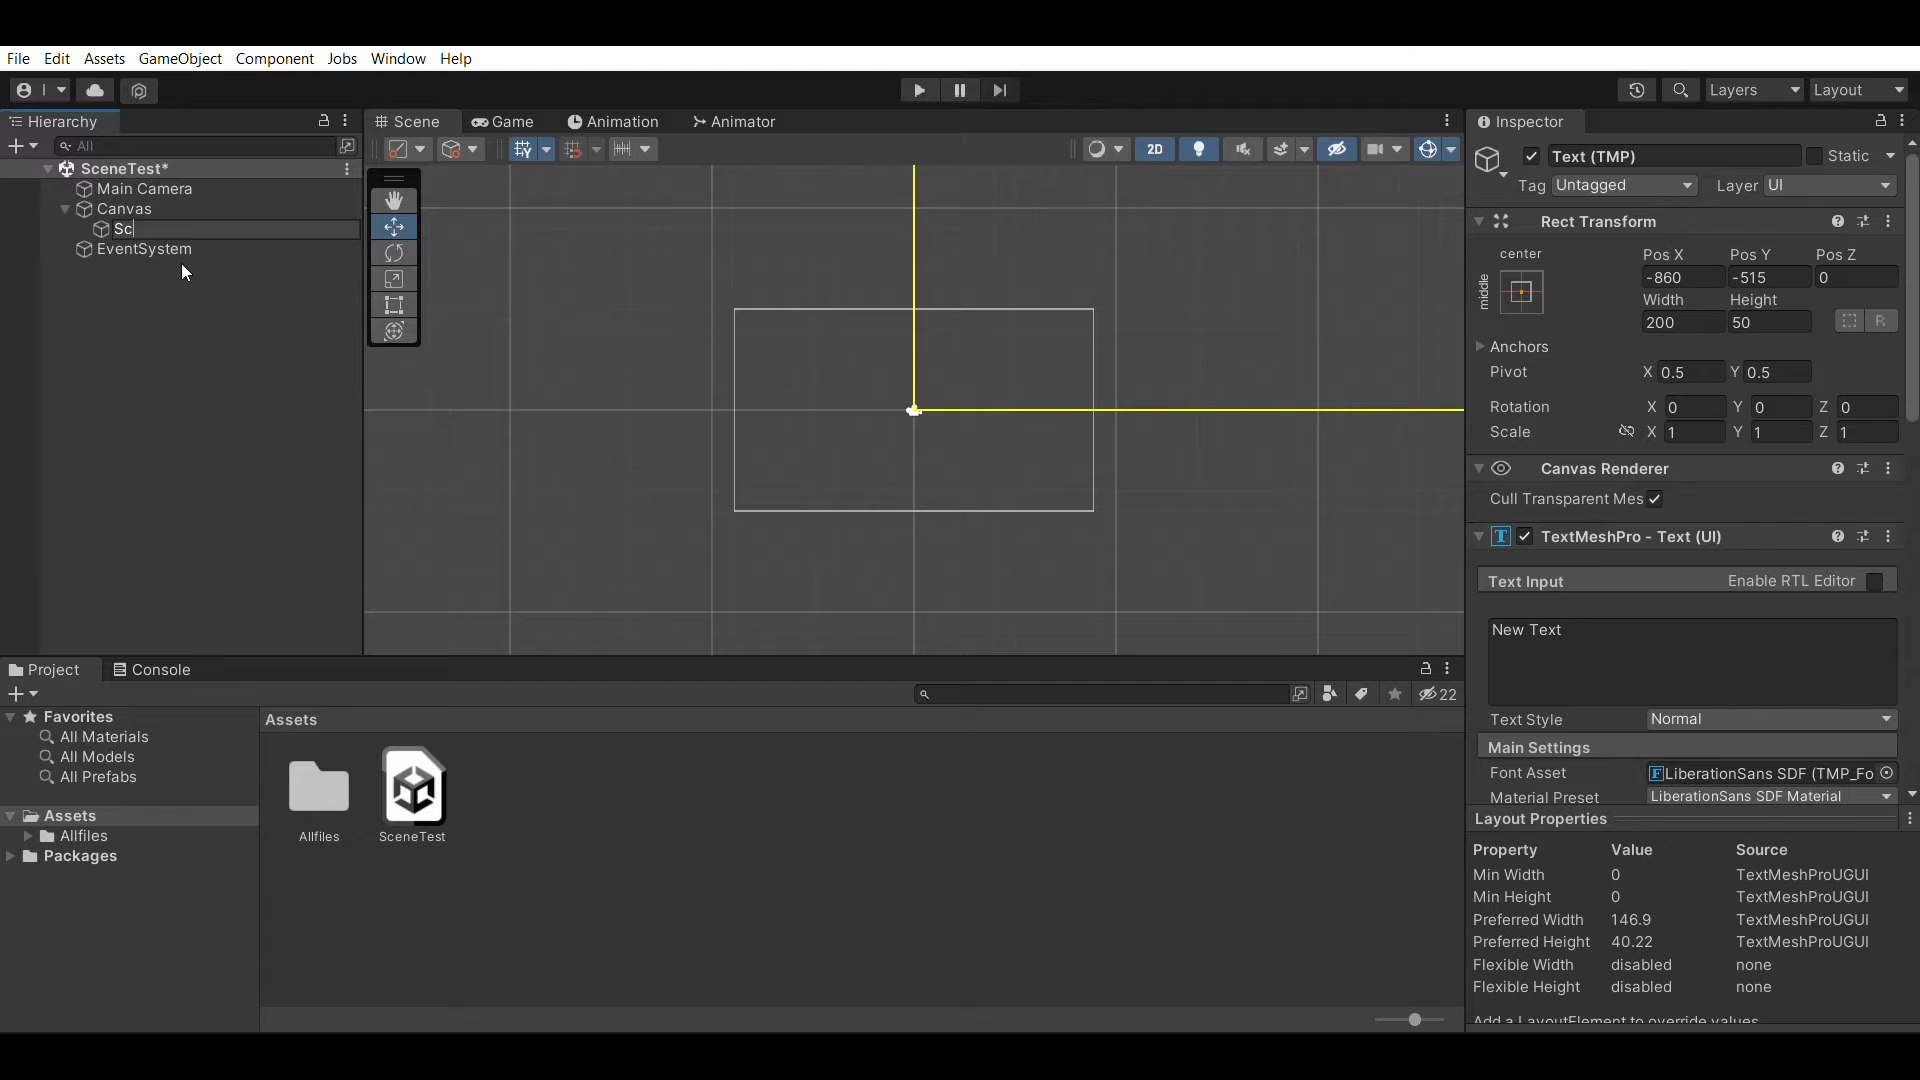 File Edit Assets GameObject Component Jobs Window Help
Layers Layout
Hierarchy
All
SceneTest*
Main Camera
Canvas
Sc
EventSystem
Scene Game Animation Animator
2D
Inspector
Text (TMP) Static
Tag Untagged Layer UI
Rect Transform
center
middle
Pos X Pos Y Pos Z
-860 -515 0
Width Height
200 50 R
Anchors
Pivot X 0.5 Y 0.5
Rotation X 0 Y 0 Z 0
Scale X 1 Y 1 Z 1
Canvas Renderer
Cull Transparent Mes
TextMeshPro - Text (UI)
Text Input Enable RTL Editor
New Text
Text Style Normal
Main Settings
Font Asset LiberationSans SDF (TMP_Fo
Material Preset LiberationSans SDF Material
Layout Properties
Property Value Source
Min Width 0 TextMeshProUGUI
Min Height 0 TextMeshProUGUI
Preferred Width 146.9 TextMeshProUGUI
Preferred Height 40.22 TextMeshProUGUI
Flexible Width disabled none
Flexible Height disabled none
Add a LayoutElement to override values
Project Console
22
Favorites
All Materials
All Models
All Prefabs
Assets
Allfiles
Packages
Assets
Allfiles SceneTest